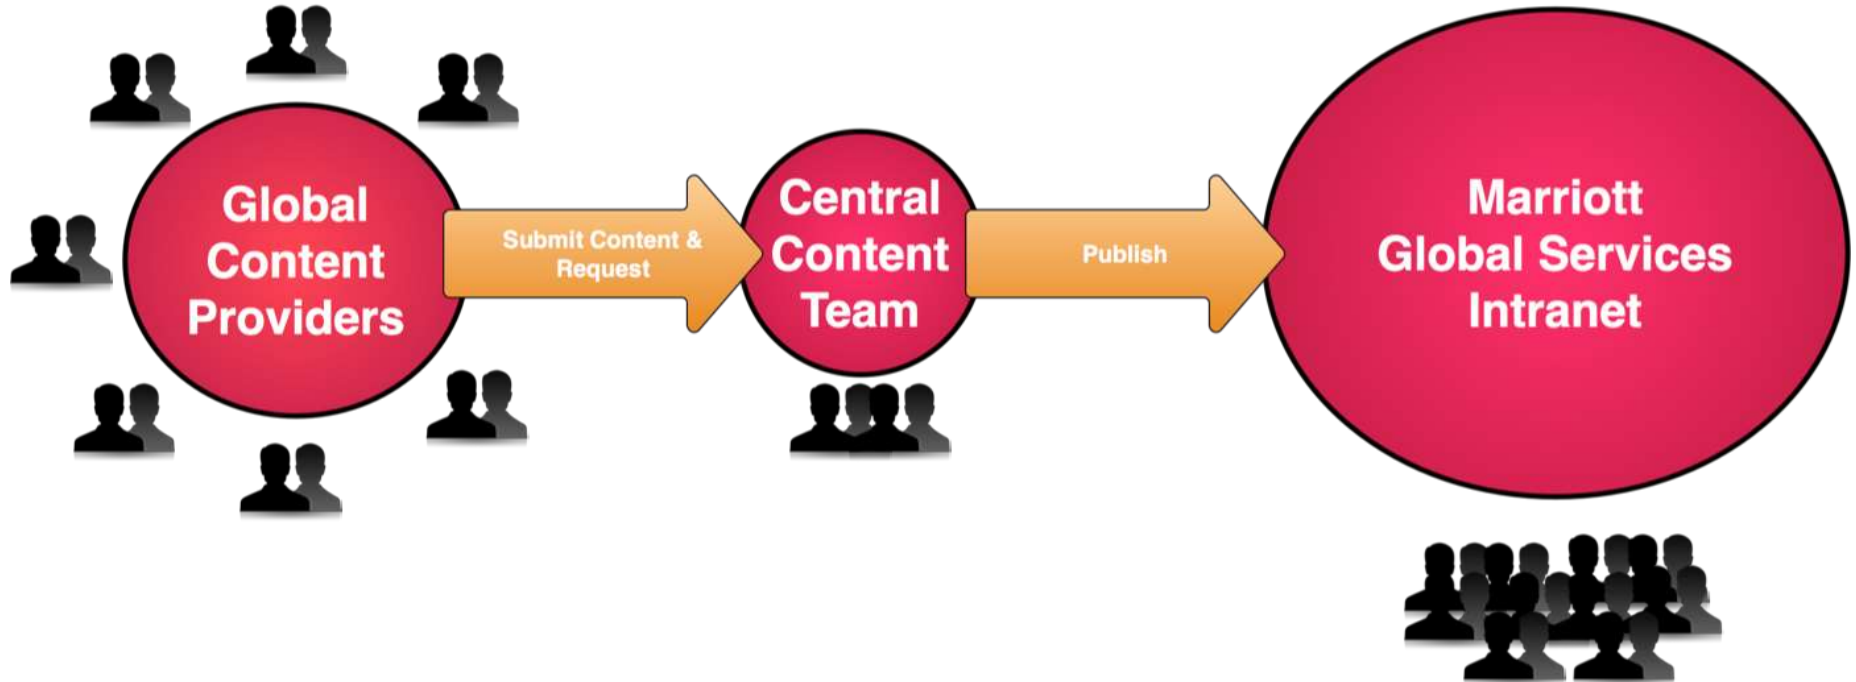 Global
Content
Providers
Submit Content &
Request
Central
Content
Team
Publish
Marriott
Global Services
Intranet